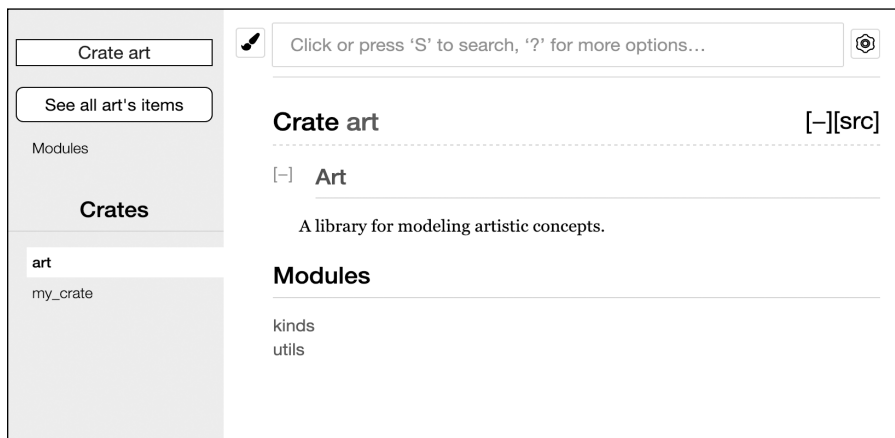 Crate art
See all art's items
Modules
Crates
art
my_crate
Click or press ‘S’ to search, ‘?’ for more options…
Crate art
[−][src]
[−] Art
A library for modeling artistic concepts.
Modules
kinds
utils